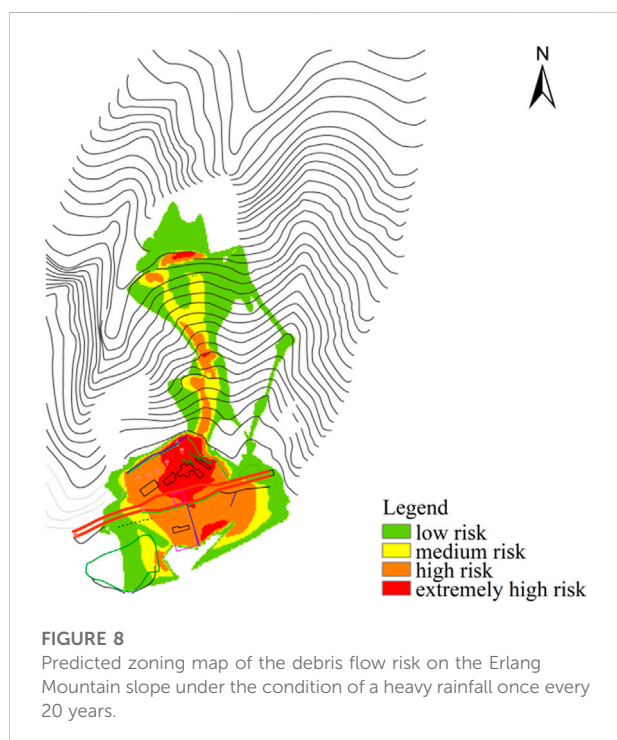 N
Legend
low risk
medium risk
high risk
extremely high risk
FIGURE 8
Predicted zoning map of the debris flow risk on the Erlang
Mountain slope under the condition of a heavy rainfall once every
20 years.